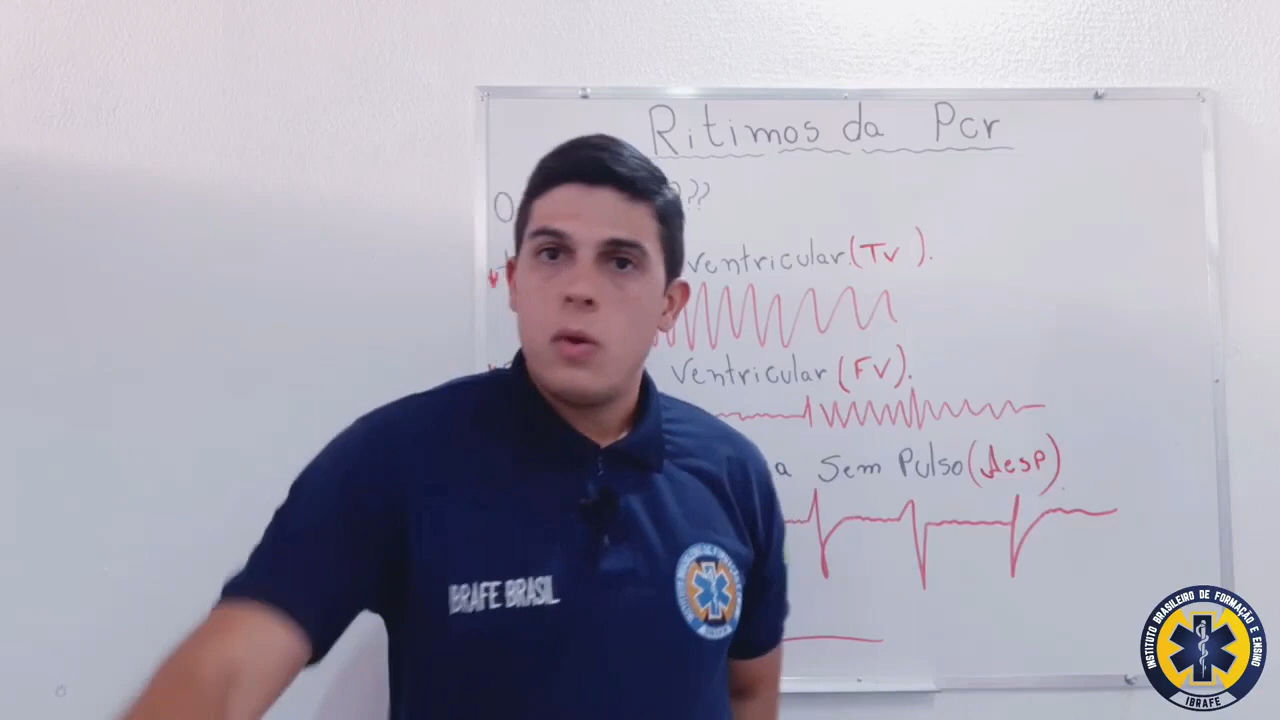 Ritimos da Pcr
O ???
ventricular (TV).
ventricular (FV).
a Sem Pulso (Aesp).
IBRAFE BRASIL
INSTITUTO BRASILEIRO DE FORMAÇÃO E ENSINO
IBRAFE